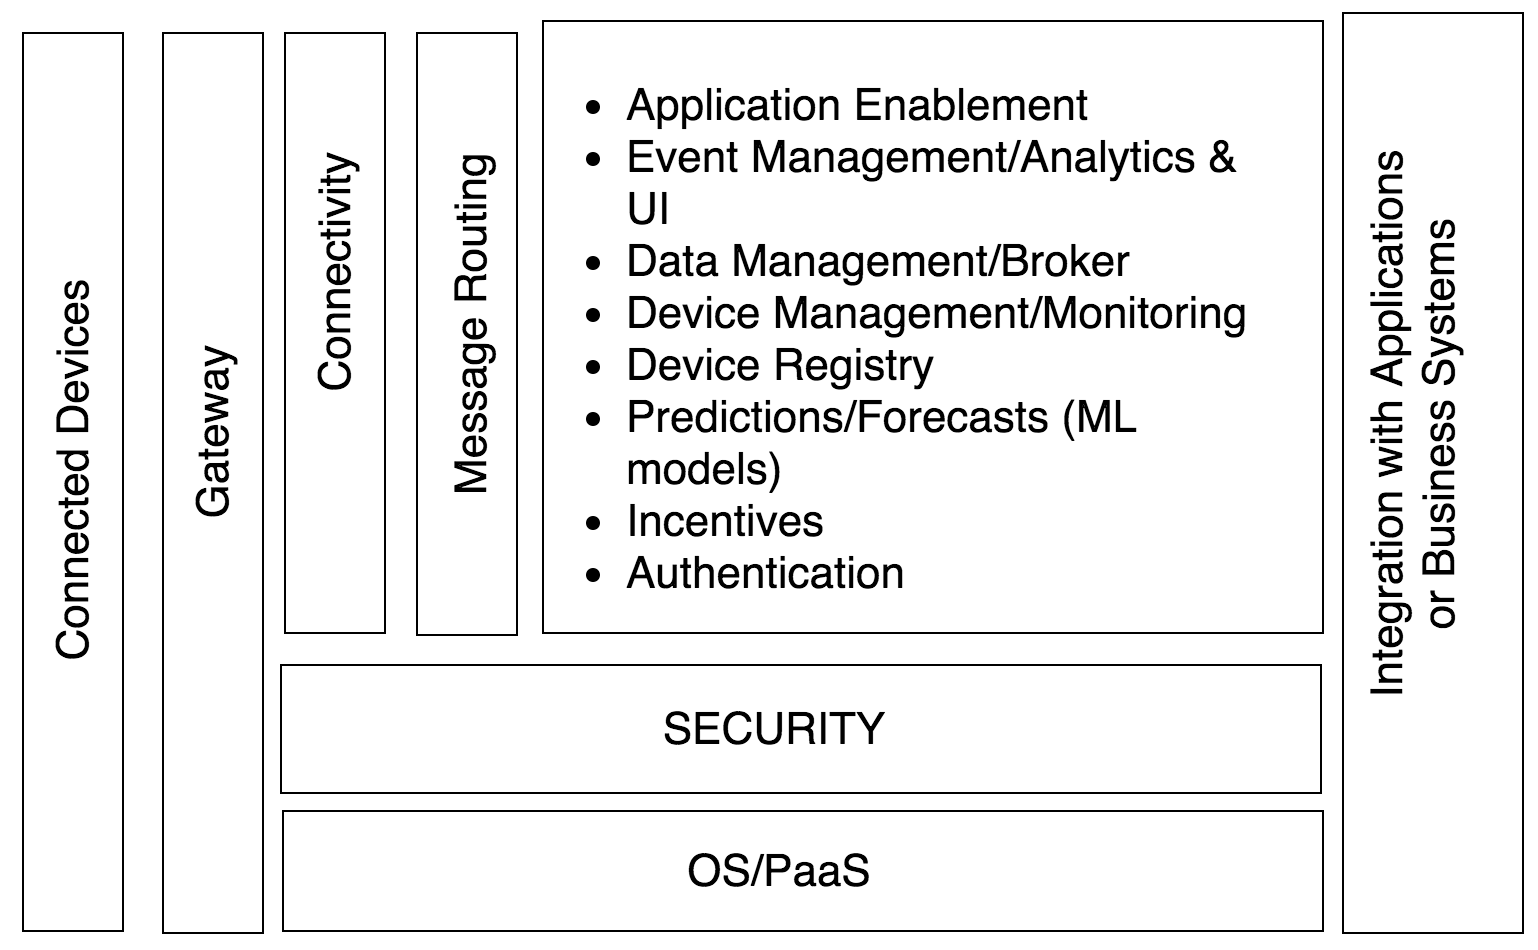 Connected Devices
Gateway
Connectivity
Message Routing
• Application Enablement
• Event Management/Analytics &
UI
• Data Management/Broker
• Device Management/Monitoring
• Device Registry
• Predictions/Forecasts (ML
models)
• Incentives
• Authentication
Integration with Applications
or Business Systems
SECURITY
OS/PaaS